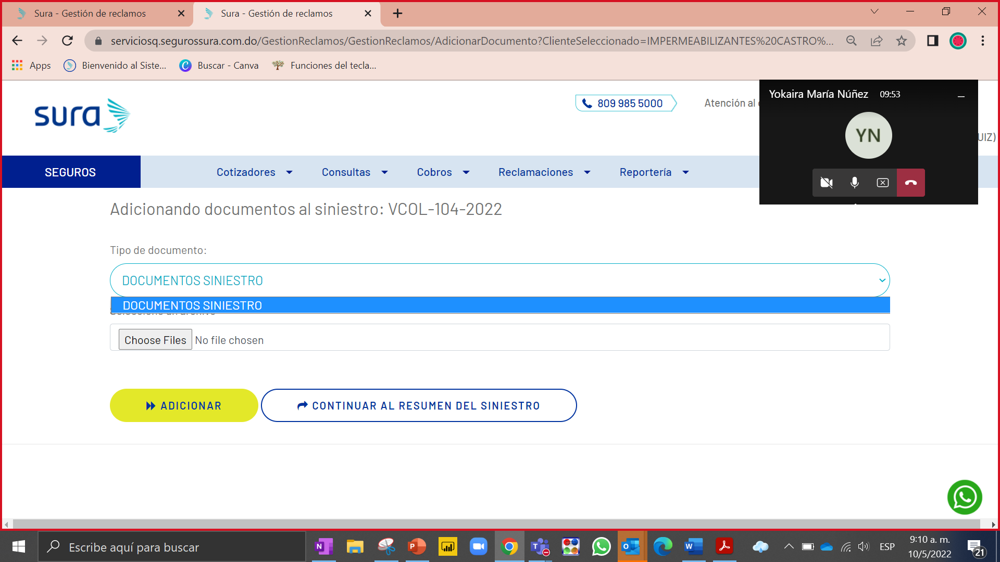 Sura - Gestión de reclamos
Sura - Gestión de reclamos
serviciosq.segurossura.com.do/GestionReclamos/GestionReclamos/AdicionarDocumento?ClienteSeleccionado=IMPERMEABILIZANTES%20CASTRO%...
Apps
Bienvenido al Siste...
Buscar - Canva
Funciones del tecla...
sura
809 985 5000
Atención al
UIZ)
Yokaira María Núñez 09:53
YN
SEGUROS
Cotizadores
Consultas
Cobros
Reclamaciones
Reportería
Adicionando documentos al siniestro: VCOL-104-2022
Tipo de documento:
DOCUMENTOS SINIESTRO
DOCUMENTOS SINIESTRO
Choose Files No file chosen
ADICIONAR
CONTINUAR AL RESUMEN DEL SINIESTRO
Escribe aquí para buscar
ESP
9:10 a. m.
10/5/2022
21